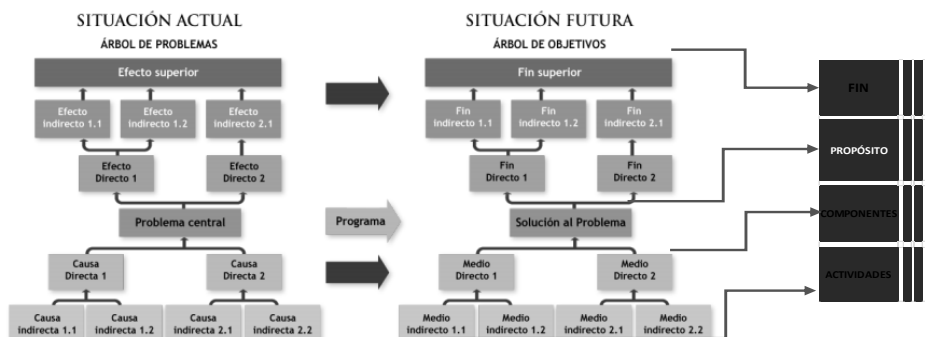 SITUACIÓN ACTUAL
ÁRBOL DE PROBLEMAS
Efecto superior
Efecto
indirecto 1.1
Efecto
indirecto 1.2
Efecto
indirecto 2.1
Efecto
Directo 1
Efecto
Directo 2
Problema central
Causa
Directa 1
Causa
Directa 2
Causa
indirecta 1.1
Causa
indirecta 1.2
Causa
indirecta 2.1
Causa
indirecta 2.2
Programa
SITUACIÓN FUTURA
ÁRBOL DE OBJETIVOS
Fin superior
Fin
indirecto 1.1
Fin
indirecto 1.2
Fin
indirecto 2.1
Fin
Directo 1
Fin
Directo 2
Solución al Problema
Medio
Directo 1
Medio
Directo 2
Medio
indirecto 1.1
Medio
indirecto 1.2
Medio
indirecto 2.1
Medio
indirecto 2.2
FIN
PROPÓSITO
COMPONENTES
ACTIVIDADES